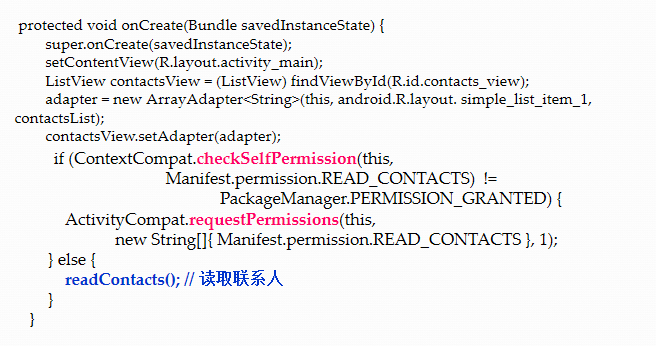 protected void onCreate(Bundle savedInstanceState) {
super.onCreate(savedInstanceState);
setContentView(R.layout.activity_main);
ListView contactsView = (ListView) findViewById(R.id.contacts_view);
adapter = new ArrayAdapter<String>(this, android.R.layout. simple_list_item_1,
contactsList);
contactsView.setAdapter(adapter);
if (ContextCompat.checkSelfPermission(this,
Manifest.permission.READ_CONTACTS) !=
PackageManager.PERMISSION_GRANTED) {
ActivityCompat.requestPermissions(this,
new String[]{ Manifest.permission.READ_CONTACTS }, 1);
} else {
readContacts(); // 读取联系人
}
}